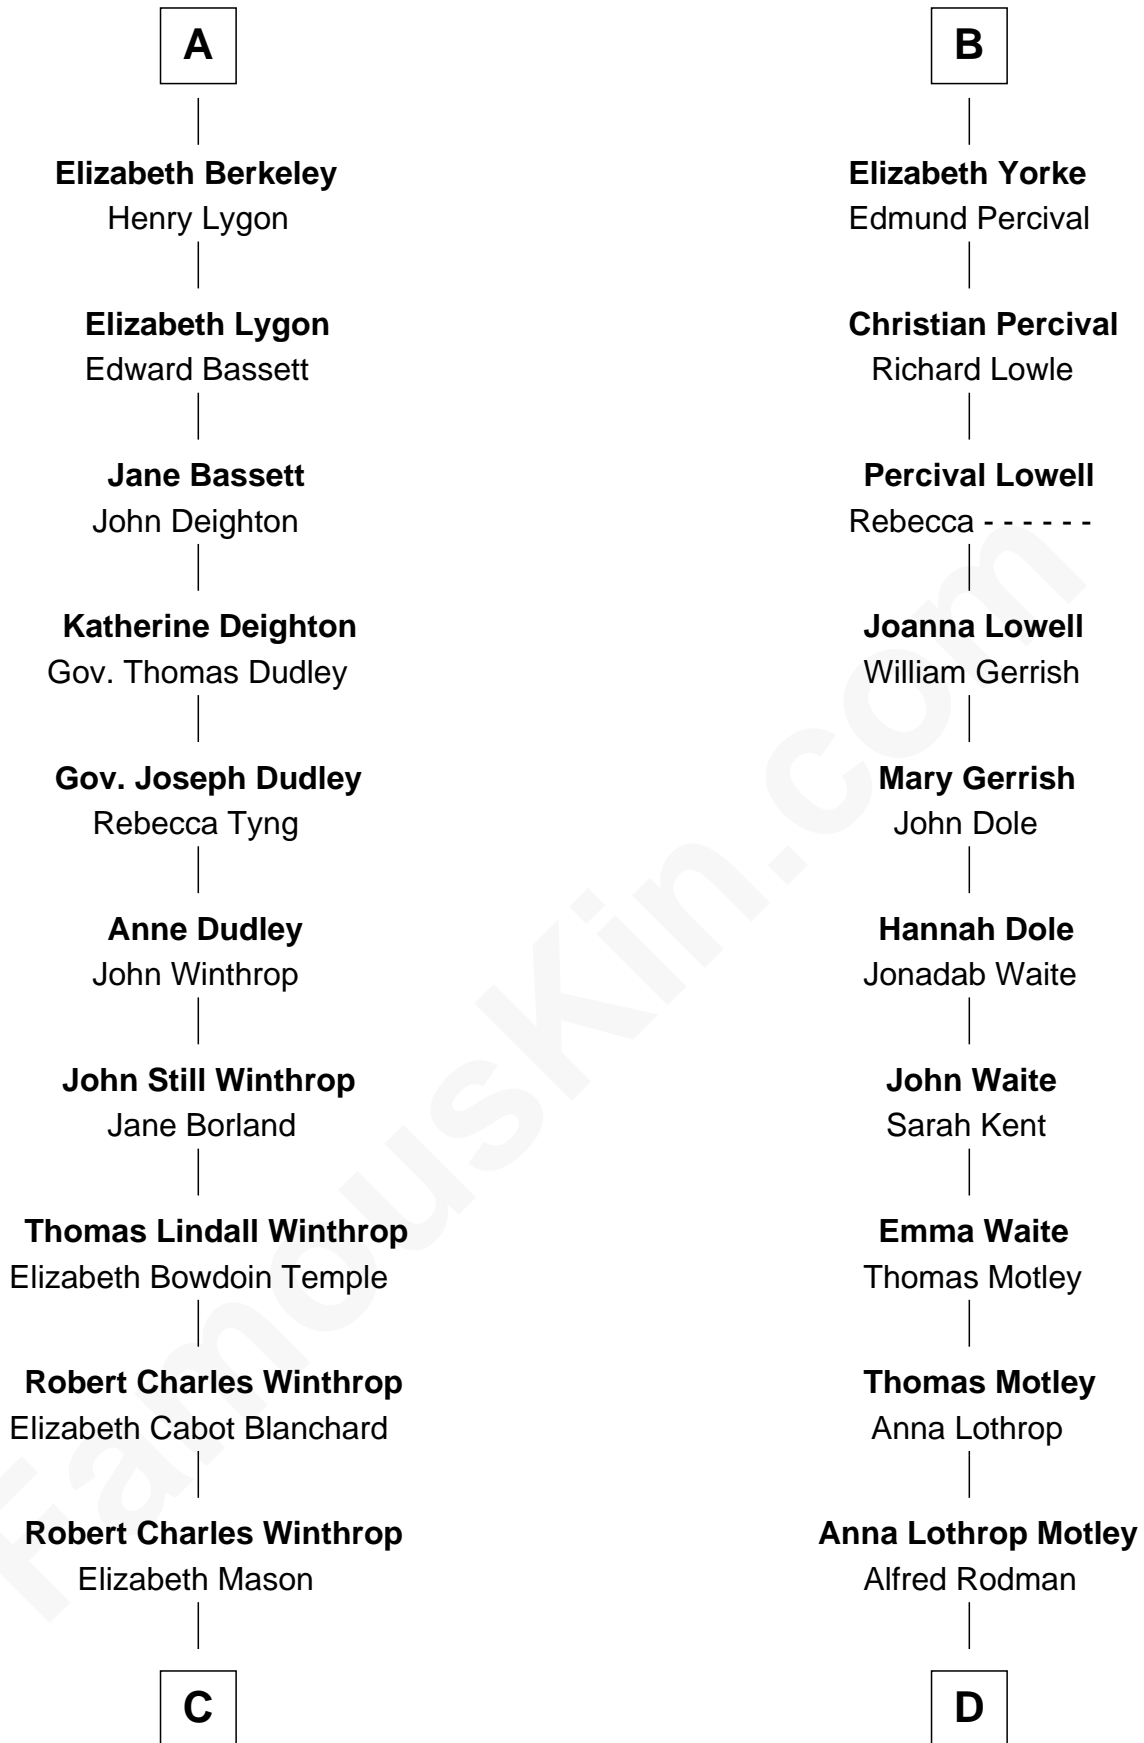 A
Elizabeth Berkeley
Henry Lygon
Elizabeth Lygon
Edward Bassett
Jane Bassett
John Deighton
Katherine Deighton
Gov. Thomas Dudley
Gov. Joseph Dudley
Rebecca Tyng
Anne Dudley
John Winthrop
John Still Winthrop
Jane Borland
Thomas Lindall Winthrop
Elizabeth Bowdoin Temple
Robert Charles Winthrop
Elizabeth Cabot Blanchard
Robert Charles Winthrop
Elizabeth Mason
C
B
Elizabeth Yorke
Edmund Percival
Christian Percival
Richard Lowle
Percival Lowell
Rebecca - - - - - -
Joanna Lowell
William Gerrish
Mary Gerrish
John Dole
Hannah Dole
Jonadab Waite
John Waite
Sarah Kent
Emma Waite
Thomas Motley
Thomas Motley
Anna Lothrop
Anna Lothrop Motley
Alfred Rodman
D
FamousKin.com